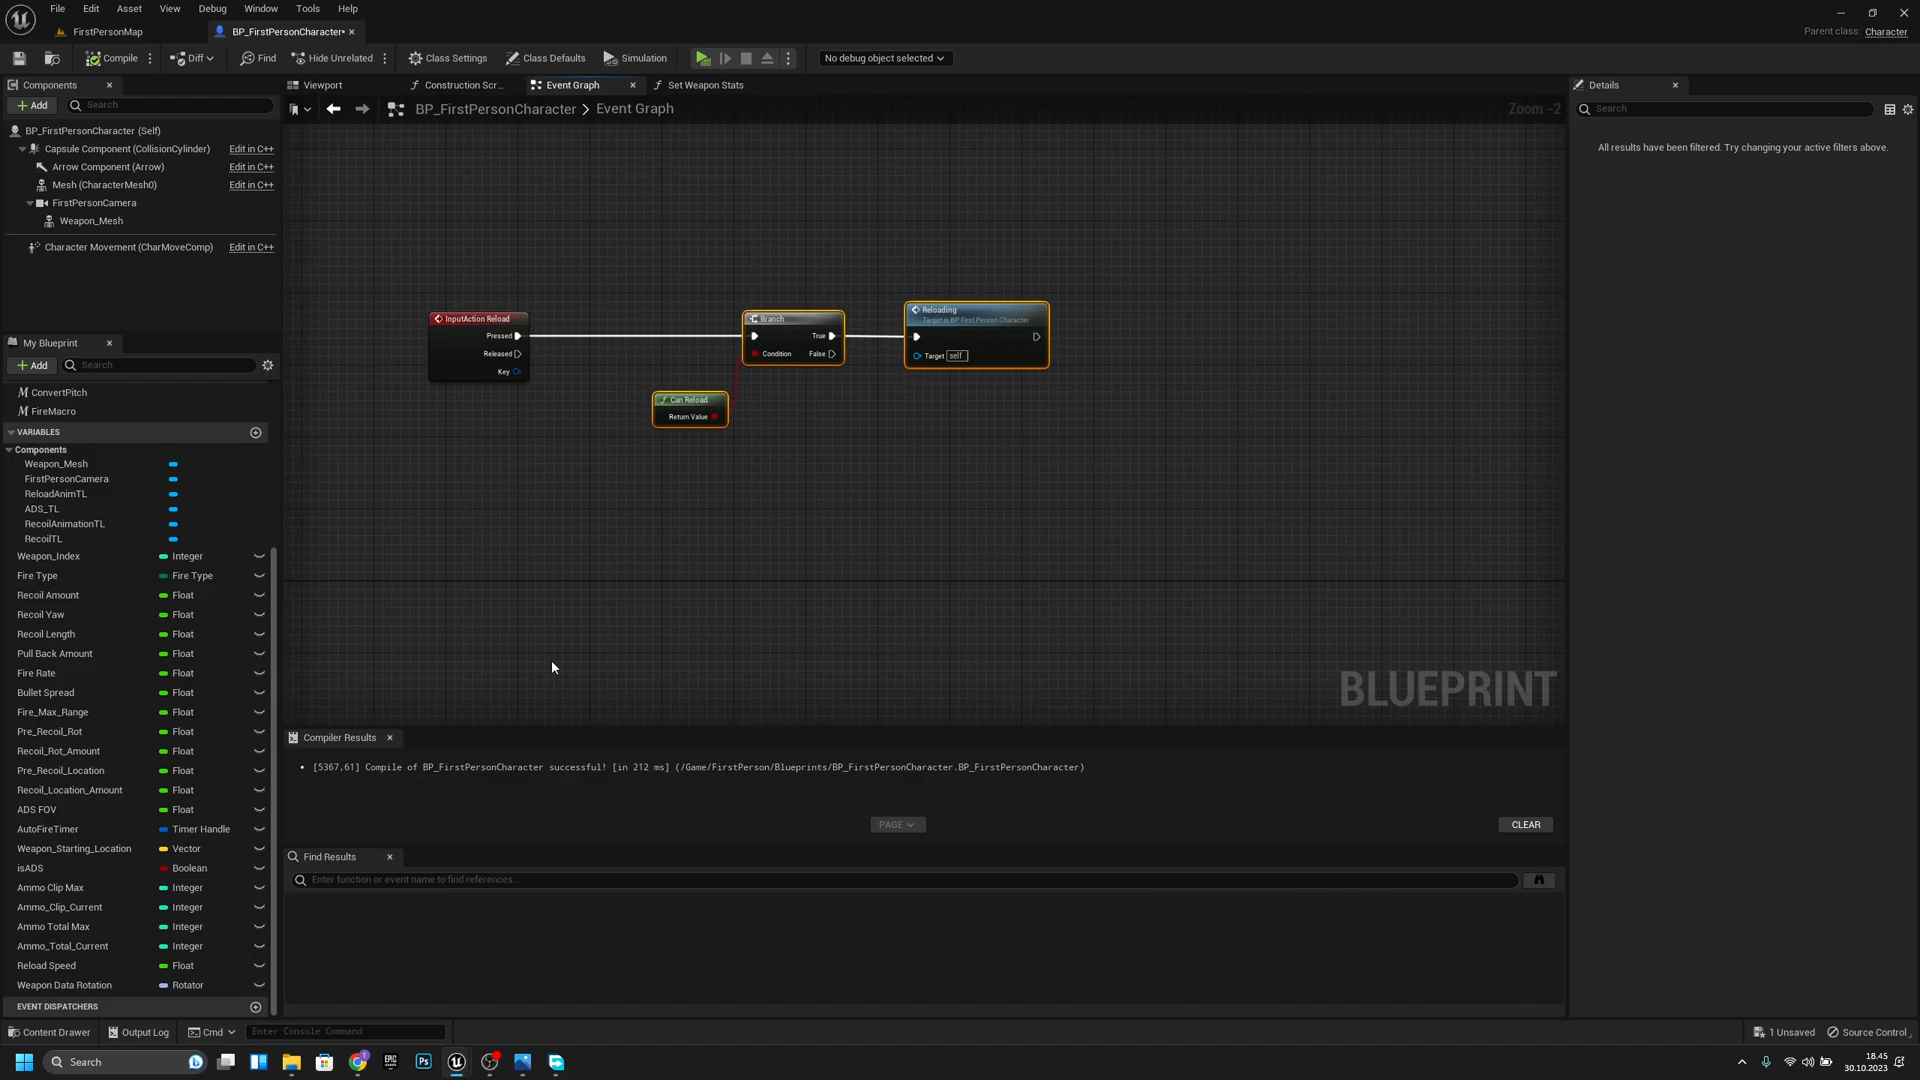 File Edit Asset View Debug Window Tools Help
FirstPersonMap
BP_FirstPersonCharacter•
Parent class: Character
Compile
Diff
Find
Hide Unrelated
Class Settings
Class Defaults
Simulation
No debug object selected
Components
Viewport
Construction Scr...
Event Graph
Set Weapon Stats
Details
Add
Search
BP_FirstPersonCharacter > Event Graph
Zoom -2
Search
BP_FirstPersonCharacter (Self)
Capsule Component (CollisionCylinder) Edit in C++
Arrow Component (Arrow) Edit in C++
Mesh (CharacterMesh0) Edit in C++
FirstPersonCamera
Weapon_Mesh
Character Movement (CharMoveComp) Edit in C++
All results have been filtered. Try changing your active filters above.
InputAction Reload
Pressed
Released
Key
Branch
True
Condition
False
Reloading
Target is BP First Person Character
Target self
Can Reload
Return Value
My Blueprint
Add
Search
ConvertPitch
FireMacro
VARIABLES
Components
Weapon_Mesh
FirstPersonCamera
ReloadAnimTL
ADS_TL
RecoilAnimationTL
RecoilTL
Weapon_Index Integer
Fire Type Fire Type
Recoil Amount Float
Recoil Yaw Float
Recoil Length Float
Pull Back Amount Float
Fire Rate Float
Bullet Spread Float
Fire_Max_Range Float
Pre_Recoil_Rot Float
Recoil_Rot_Amount Float
Pre_Recoil_Location Float
Recoil_Location_Amount Float
ADS FOV Float
AutoFireTimer Timer Handle
Weapon_Starting_Location Vector
isADS Boolean
Ammo Clip Max Integer
Ammo_Clip_Current Integer
Ammo Total Max Integer
Ammo_Total_Current Integer
Reload Speed Float
Weapon Data Rotation Rotator
EVENT DISPATCHERS
BLUEPRINT
Compiler Results
• [5367,61] Compile of BP_FirstPersonCharacter successful! [in 212 ms] (/Game/FirstPerson/Blueprints/BP_FirstPersonCharacter.BP_FirstPersonCharacter)
PAGE
CLEAR
Find Results
Enter function or event name to find references...
Content Drawer
Output Log
Cmd
Enter Console Command
1 Unsaved
Source Control
Search
Ps
EPIC
18.45
30.10.2023